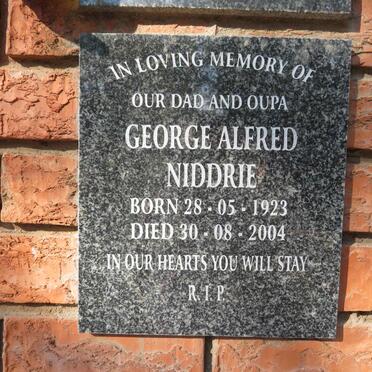 IN LOVING MEMORY OF
OUR DAD AND OUPA
GEORGE ALFRED
NIDDRIE
BORN 28 · 05 · 1923
DIED 30 · 08 · 2004
IN OUR HEARTS YOU WILL STAY
R.I.P.